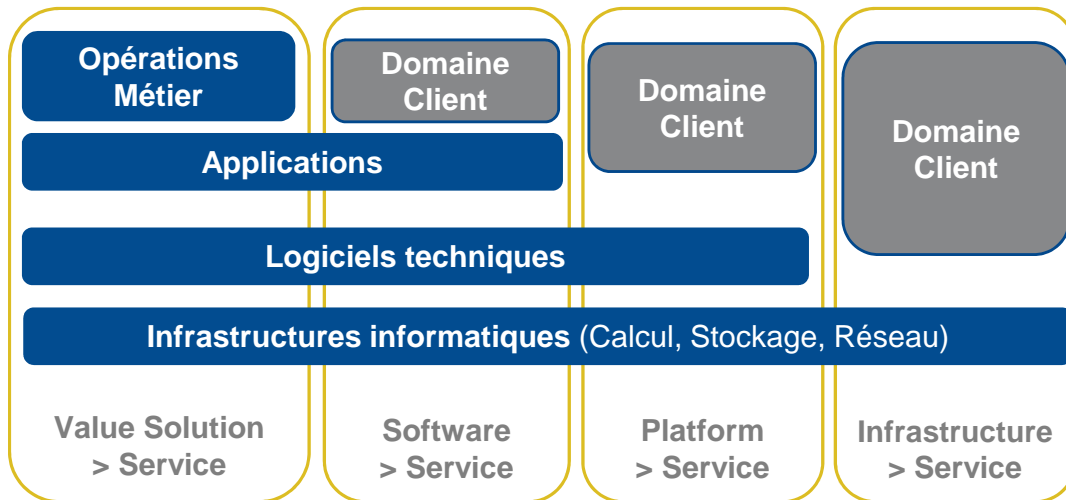 Opérations
Métier
Domaine
Client
Domaine
Client
Domaine
Client
Applications
Logiciels techniques
Infrastructures informatiques (Calcul, Stockage, Réseau)
Value Solution
> Service
Software
> Service
Platform
> Service
Infrastructure
> Service